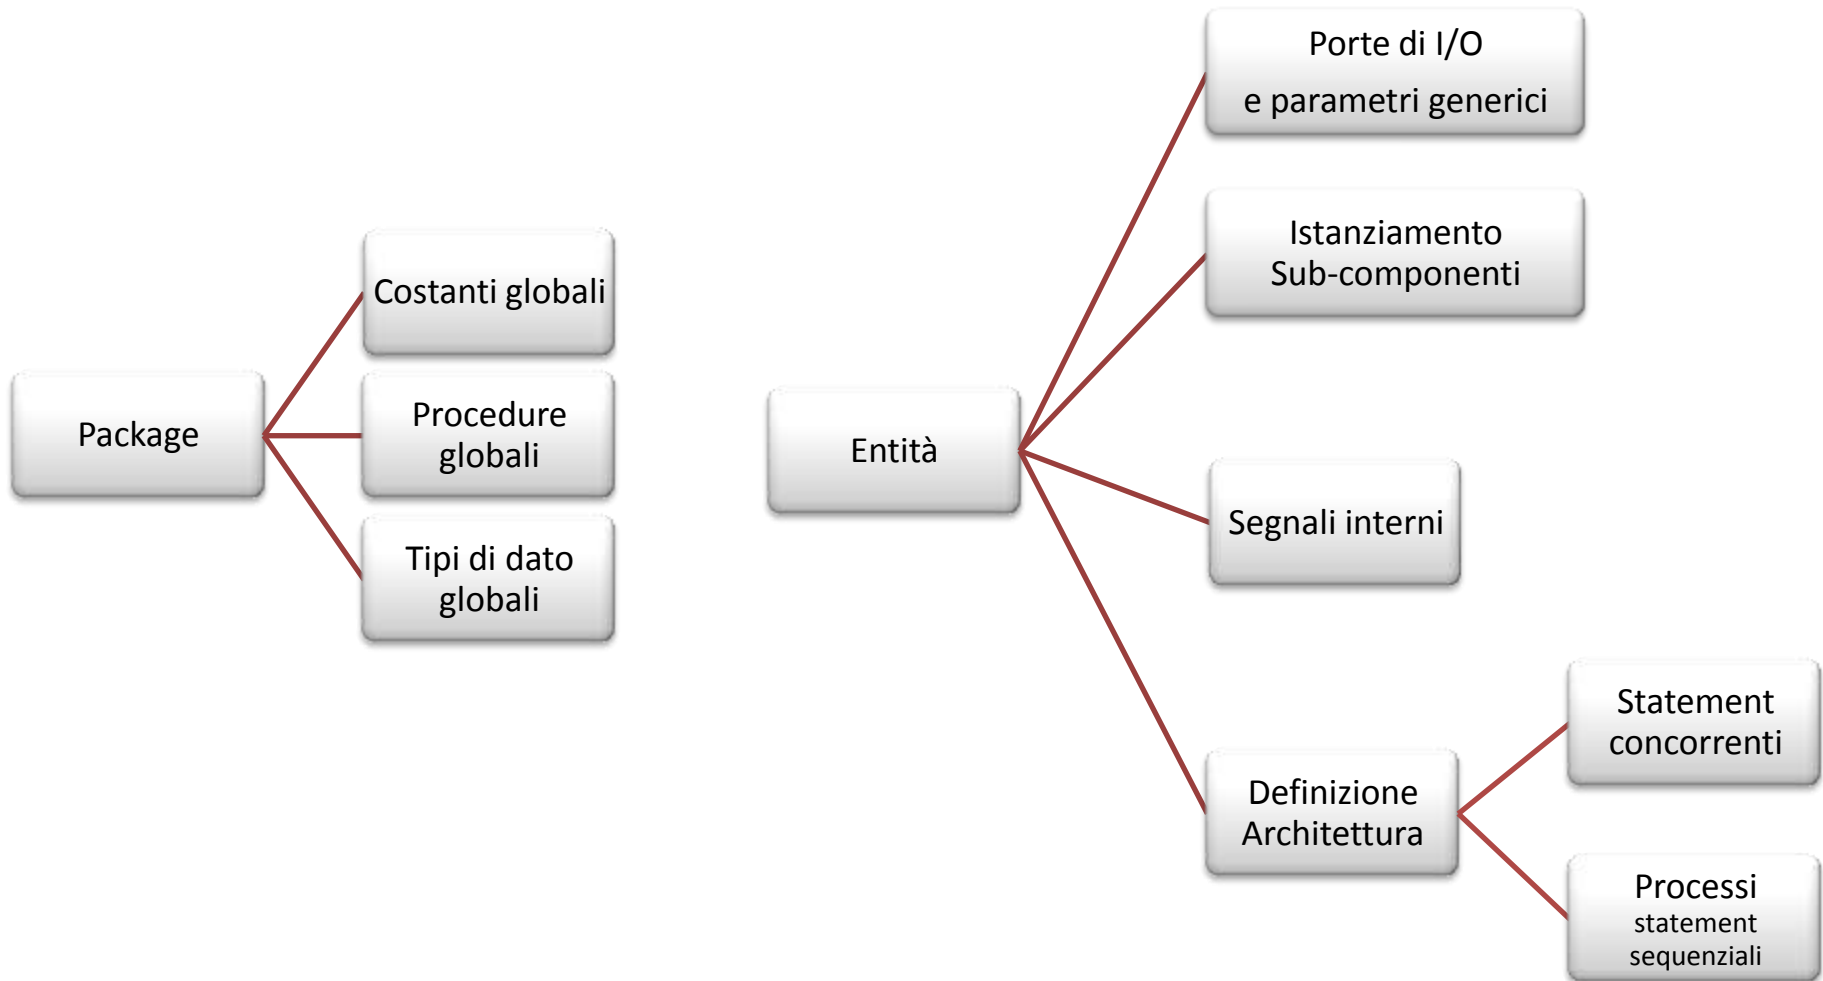 Package
Costanti globali
Procedure
globali
Tipi di dato
globali
Entità
Porte di I/O
e parametri generici
Istanziamento
Sub-componenti
Segnali interni
Definizione
Architettura
Statement
concorrenti
Processi
statement
sequenziali